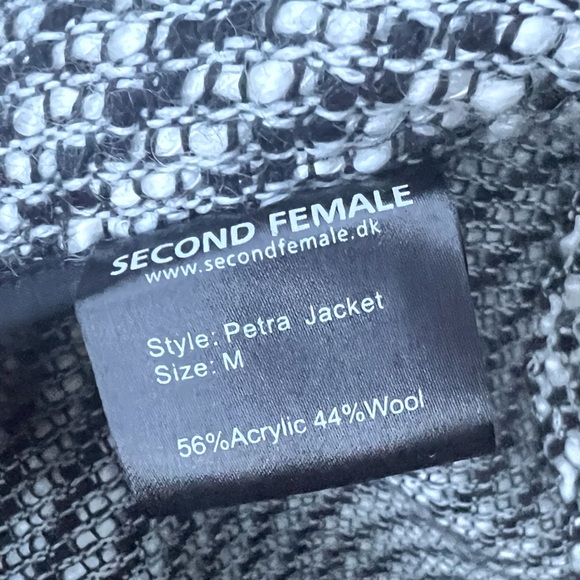 SECOND FEMALE
www.secondfemale.dk
Style: Petra Jacket
Size: M
56%Acrylic 44%Wool